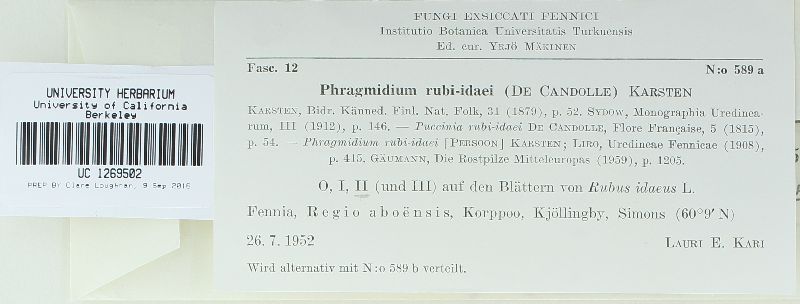 UNIVERSITY HERBARIUM
University of California
Berkeley
UC 1269502
PREP BY Clare Loughran, 9 Sep 2016
FUNGI EXSICCATI FENNICI
Institutio Botanica Universitatis Turkuensis
Ed. cur. YRJÖ MÄKINEN
Fasc. 12 N:o 589 a
Phragmidium rubi-idaei (DE CANDOLLE) KARSTEN
KARSTEN, Bidr. Känned. Finl. Nat. Folk, 31 (1879), p. 52. SYDOW, Monographia Uredinea-
rum, III (1912), p. 146. — Puccinia rubi-idaei DE CANDOLLE, Flore Française, 5 (1815),
p. 54. — Phragmidium rubi-idaei [PERSOON] KARSTEN; LIRO, Uredineae Fennicae (1908),
p. 415. GÄUMANN, Die Rostpilze Mitteleuropas (1959), p. 1205.
O, I, II (und III) auf den Blättern von Rubus idaeus L.
Fennia, Regio aboënsis, Korppoo, Kjöllingby, Simons (60°9′ N)
26. 7. 1952 LAURI E. KARI
Wird alternativ mit N:o 589 b verteilt.